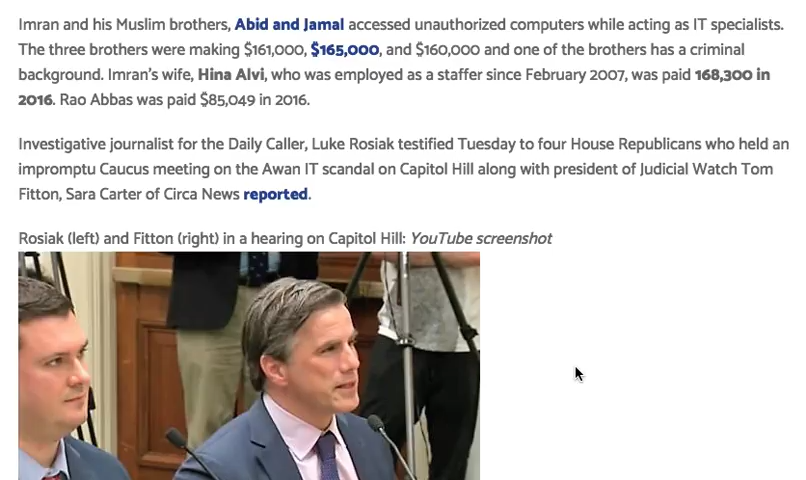 Imran and his Muslim brothers, Abid and Jamal accessed unauthorized computers while acting as IT specialists.
The three brothers were making $161,000, $165,000, and $160,000 and one of the brothers has a criminal
background. Imran's wife, Hina Alvi, who was employed as a staffer since February 2007, was paid 168,300 in
2016. Rao Abbas was paid $85,049 in 2016.
Investigative journalist for the Daily Caller, Luke Rosiak testified Tuesday to four House Republicans who held an
impromptu Caucus meeting on the Awan IT scandal on Capitol Hill along with president of Judicial Watch Tom
Fitton, Sara Carter of Circa News reported.
Rosiak (left) and Fitton (right) in a hearing on Capitol Hill: YouTube screenshot